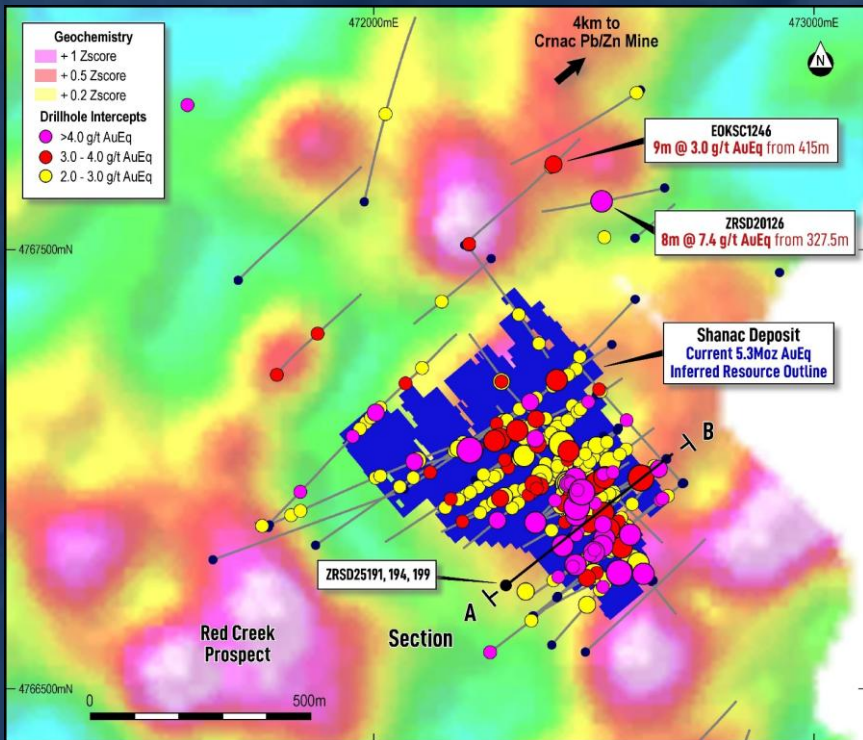 472000mE
473000mE
4km to
Crnac Pb/Zn Mine
N
Geochemistry
+ 1 Zscore
+ 0.5 Zscore
+ 0.2 Zscore
Drillhole Intercepts
>4.0 g/t AuEq
3.0 - 4.0 g/t AuEq
2.0 - 3.0 g/t AuEq
EOKSC1246
9m @ 3.0 g/t AuEq from 415m
ZRSD20126
8m @ 7.4 g/t AuEq from 327.5m
4767500mN
Shanac Deposit
Current 5.3Moz AuEq
Inferred Resource Outline
B
ZRSD25191, 194, 199
A
Red Creek
Prospect
Section
4766500mN
0
500m